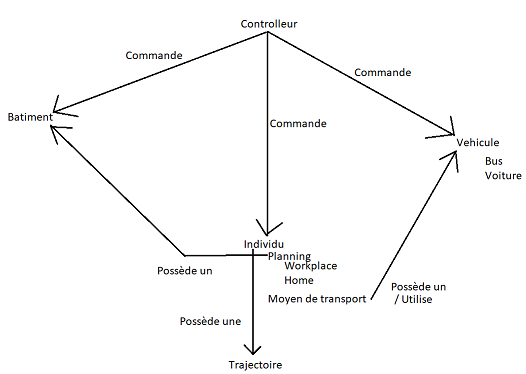 Controlleur
Commande
Commande
Commande
Batiment
Vehicule
Bus
Voiture
Individu
Planning
Workplace
Home
Possède un
Moyen de transport
Possède un
/ Utilise
Possède une
Trajectoire